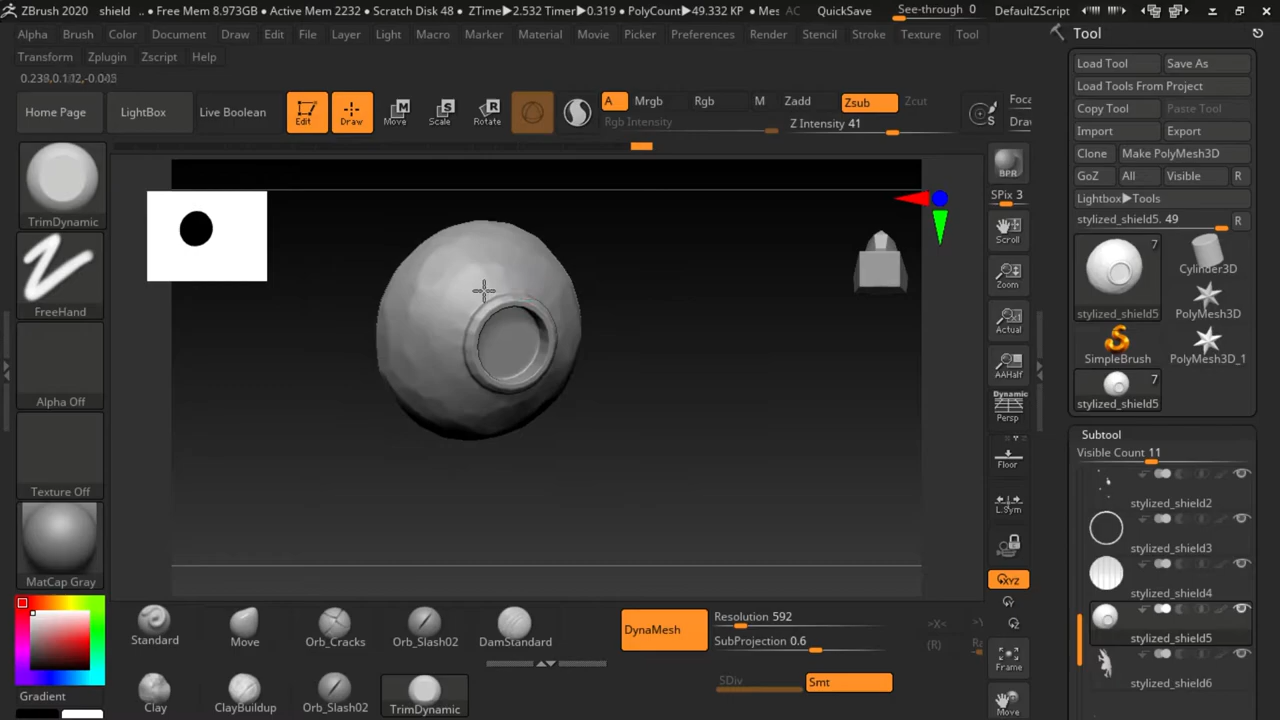 ZBrush 2020 shield .. • Free Mem 8.973GB • Active Mem 2232 • Scratch Disk 48 • ZTime▶2.532 Timer▶0.319 • PolyCount▶49.332 KP • Mes AC QuickSave See-through 0 DefaultZScript
Alpha Brush Color Document Draw Edit File Layer Light Macro Marker Material Movie Picker Preferences Render Stencil Stroke Texture Tool
Transform Zplugin Zscript Help
Home Page LightBox Live Boolean Edit Draw Move Scale Rotate
A Mrgb Rgb M Zadd Zsub Zcut
Rgb Intensity Z Intensity 41
Foca
Draw
TrimDynamic
FreeHand
Alpha Off
Texture Off
MatCap Gray
Gradient
BPR
SPix 3
Scroll
Zoom
Actual
AAHalf
Dynamic
Persp
Floor
L.Sym
XYZ
Frame
Move
Tool
Load Tool Save As
Load Tools From Project
Copy Tool Paste Tool
Import Export
Clone Make PolyMesh3D
GoZ All Visible R
Lightbox▶Tools
stylized_shield5. 49 R
7
Cylinder3D
stylized_shield5 PolyMesh3D
SimpleBrush PolyMesh3D_1
7
stylized_shield5
Subtool
Visible Count 11
stylized_shield2
stylized_shield3
stylized_shield4
stylized_shield5
stylized_shield6
Standard Move Orb_Cracks Orb_Slash02 DamStandard
Clay ClayBuildup Orb_Slash02 TrimDynamic
DynaMesh
Resolution 592
SubProjection 0.6
SDiv Smt
>X<
(R)